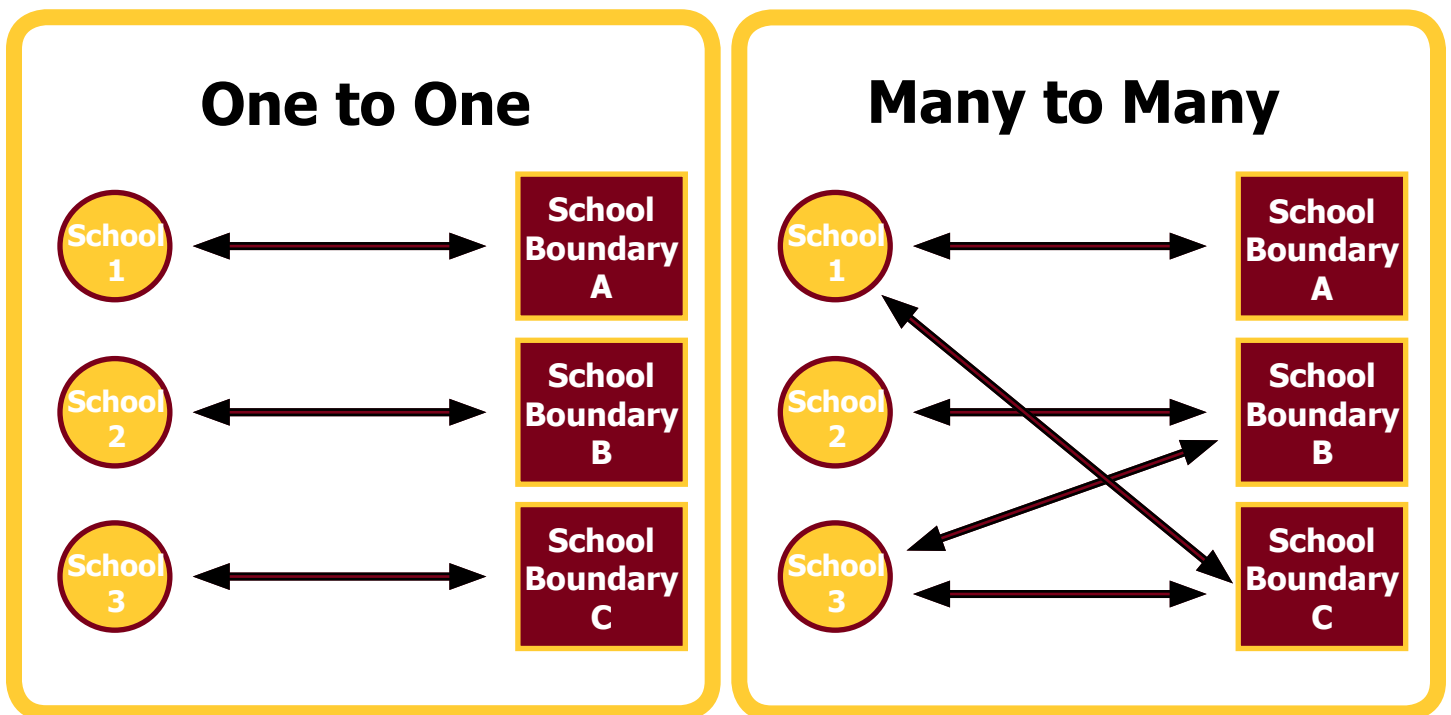 One to One
School
1
School
Boundary
A
School
2
School
Boundary
B
School
3
School
Boundary
C
Many to Many
School
1
School
Boundary
A
School
2
School
Boundary
B
School
3
School
Boundary
C